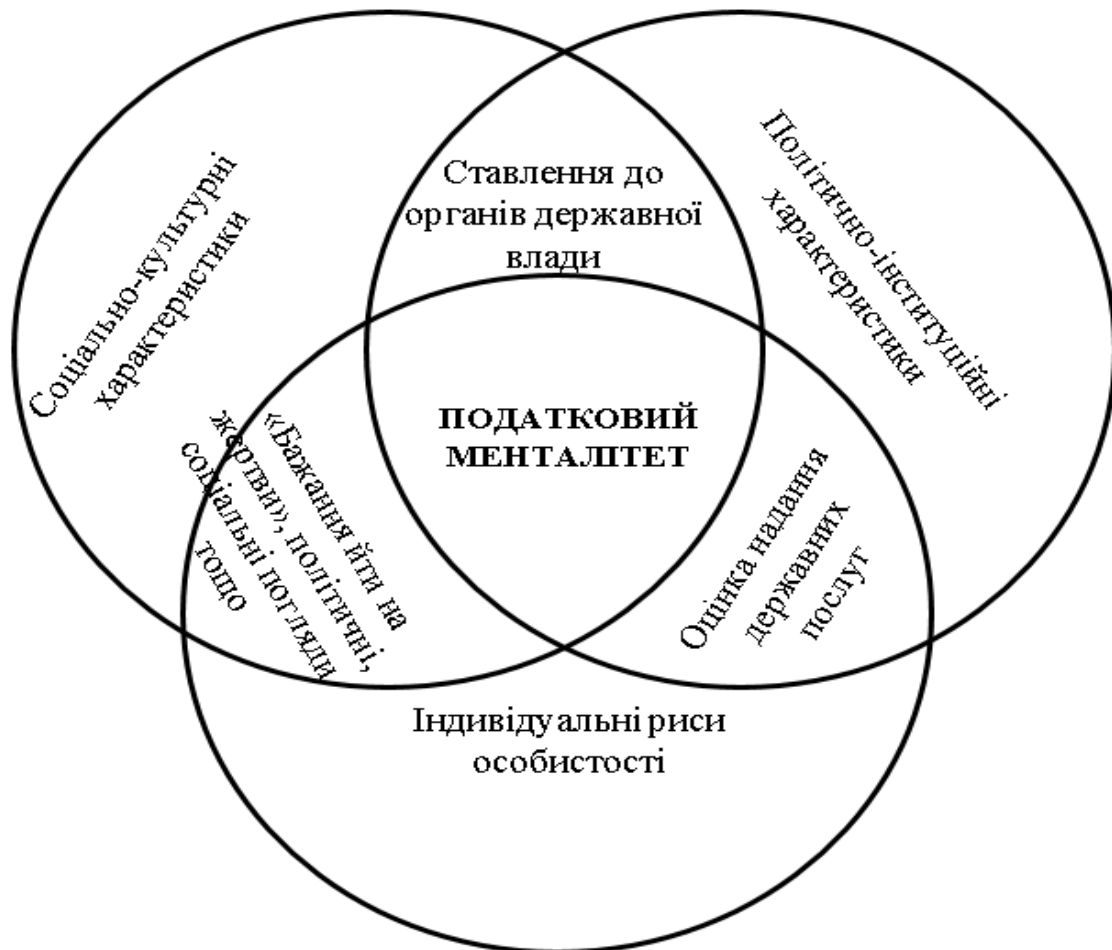 Соціально-культурні
характеристики
Ставлення до
органів державної
влади
Політично-інституційні
характеристики
«Бажання йти на
жертви», політичні,
соціальні погляди
тощо
ПОДАТКОВИЙ
МЕНТАЛІТЕТ
Оцінка надання
державних
послуг
Індивідуальні риси
особистості